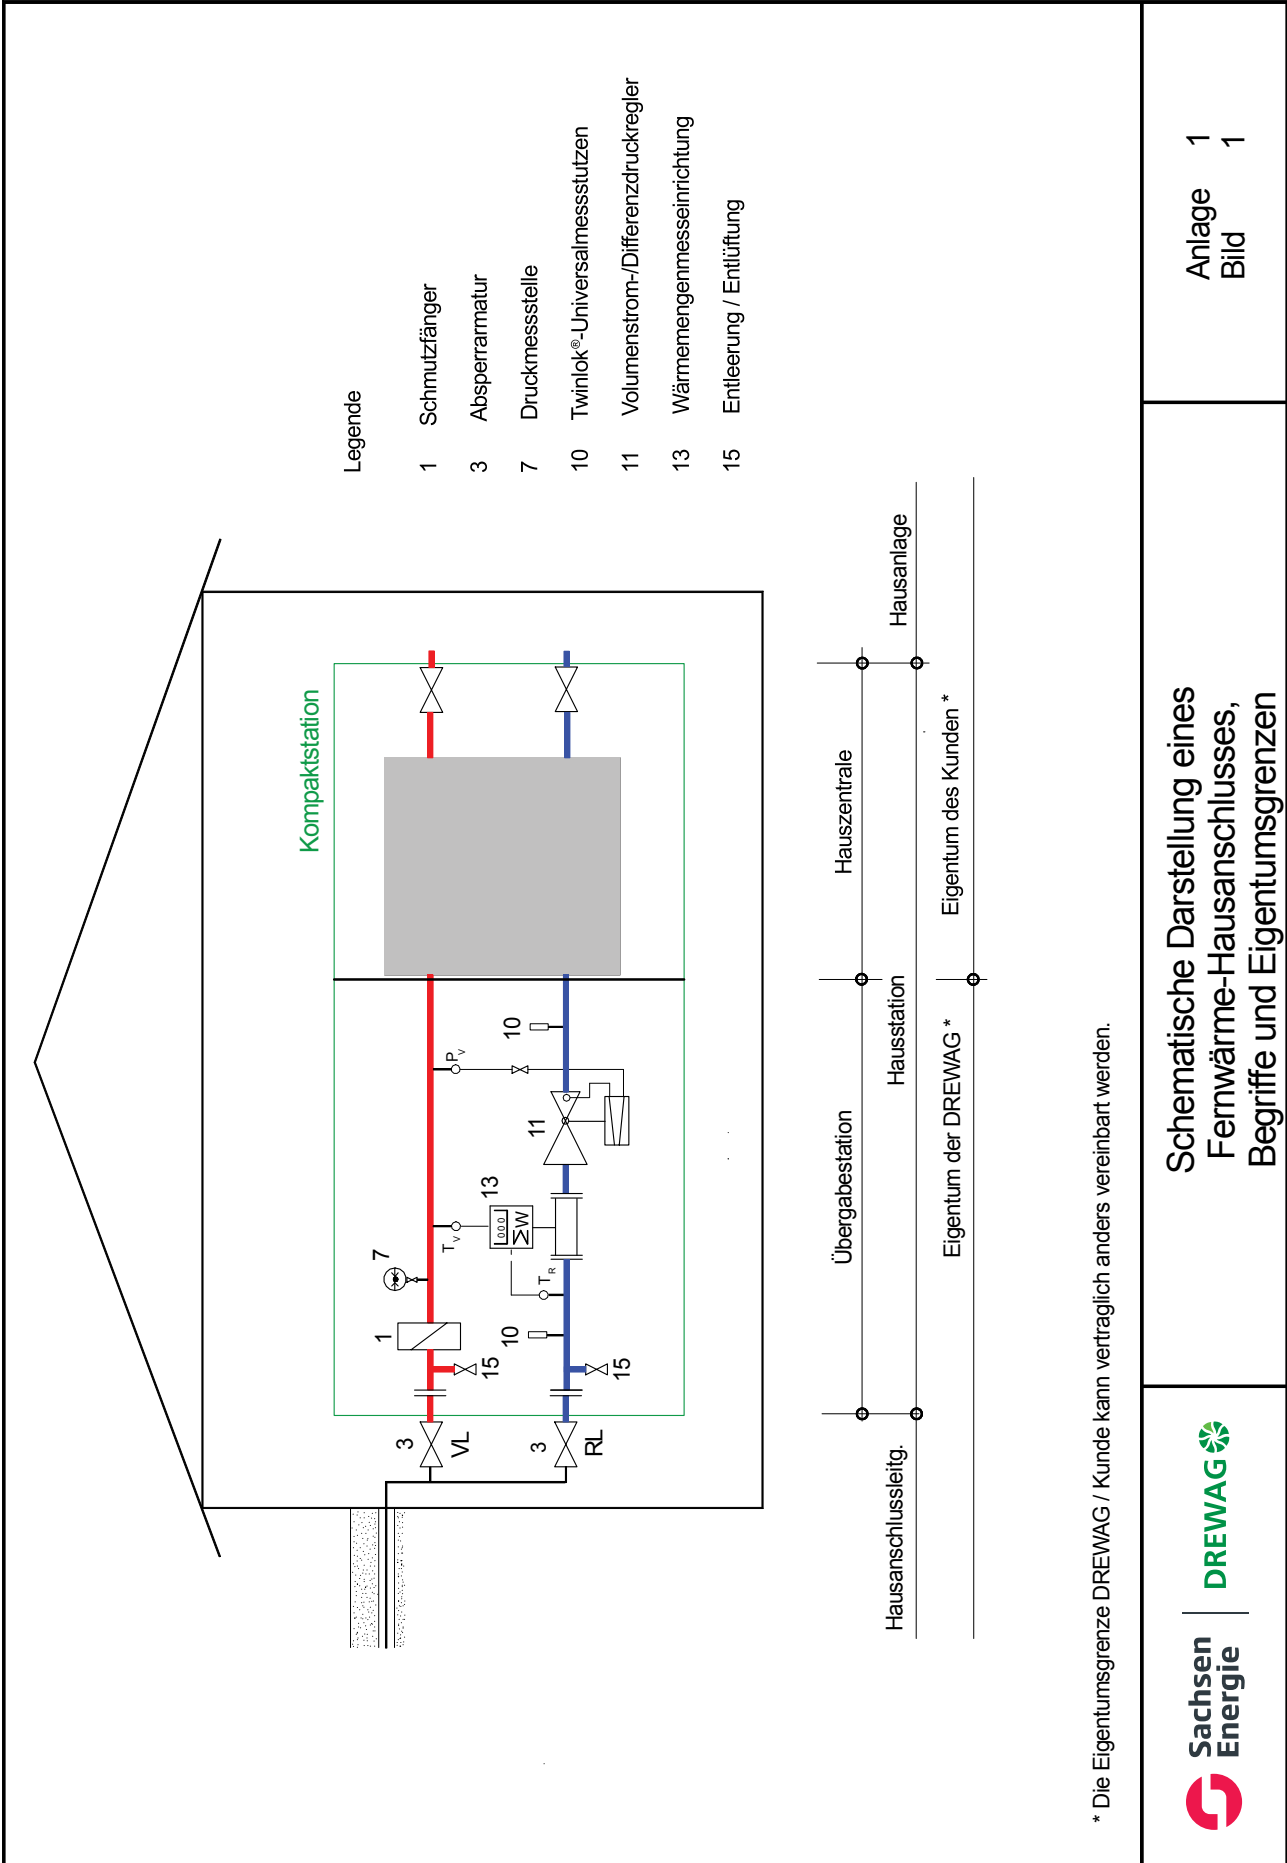 Kompaktstation
Legende
1 Schmutzfänger
3 Absperrarmatur
7 Druckmessstelle
10 Twinlok®-Universalmessstutzen
11 Volumenstrom-/Differenzdruckregler
13 Wärmemengenmesseinrichtung
15 Entleerung / Entlüftung
7
1
3
VL
15
T V
13
000
ΣW
P V
10
10
T R
11
3
RL
15
Übergabestation
Hauszentrale
Hausanschlussleitg.
Hausstation
Hausanlage
Eigentum der DREWAG *
Eigentum des Kunden *
* Die Eigentumsgrenze DREWAG / Kunde kann vertraglich anders vereinbart werden.
Sachsen
Energie
DREWAG
Schematische Darstellung eines
Fernwärme-Hausanschlusses,
Begriffe und Eigentumsgrenzen
Anlage 1
Bild 1